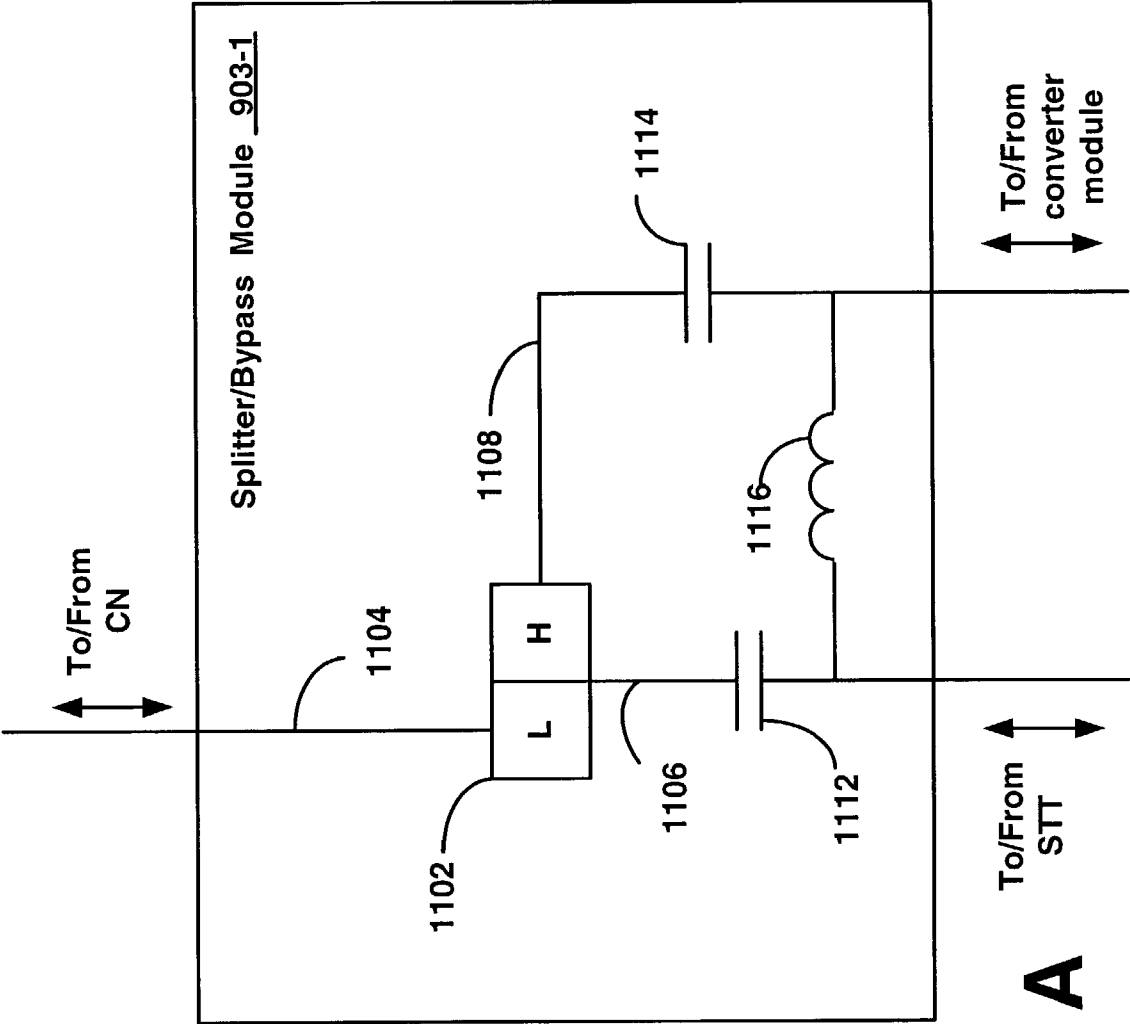 Splitter/Bypass Module 903-1
To/From
CN
1104
1102
L
H
1108
1114
1106
1112
1116
To/From
STT
To/From
converter
module
A